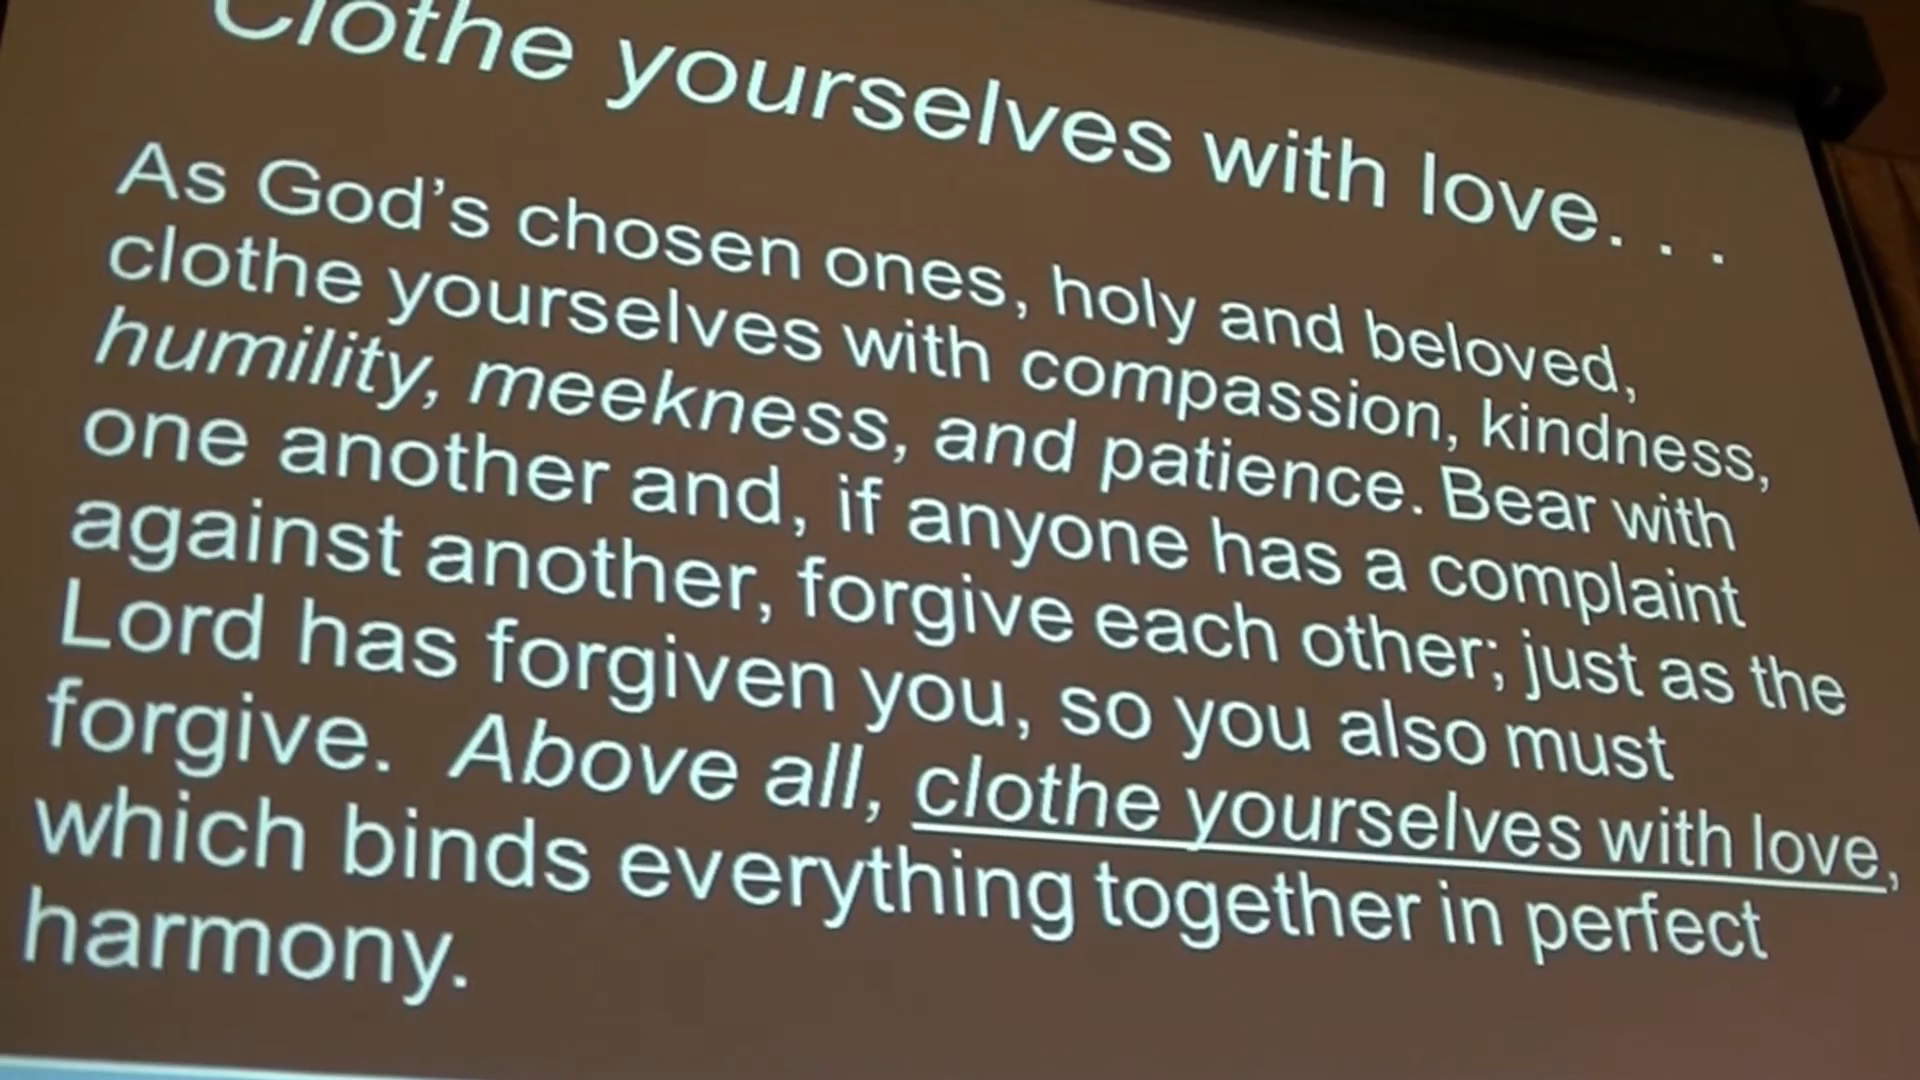 Clothe yourselves with love. . .
As God's chosen ones, holy and beloved,
clothe yourselves with compassion, kindness,
humility, meekness, and patience. Bear with
one another and, if anyone has a complaint
against another, forgive each other; just as the
Lord has forgiven you, so you also must
forgive. Above all, clothe yourselves with love,
which binds everything together in perfect
harmony.